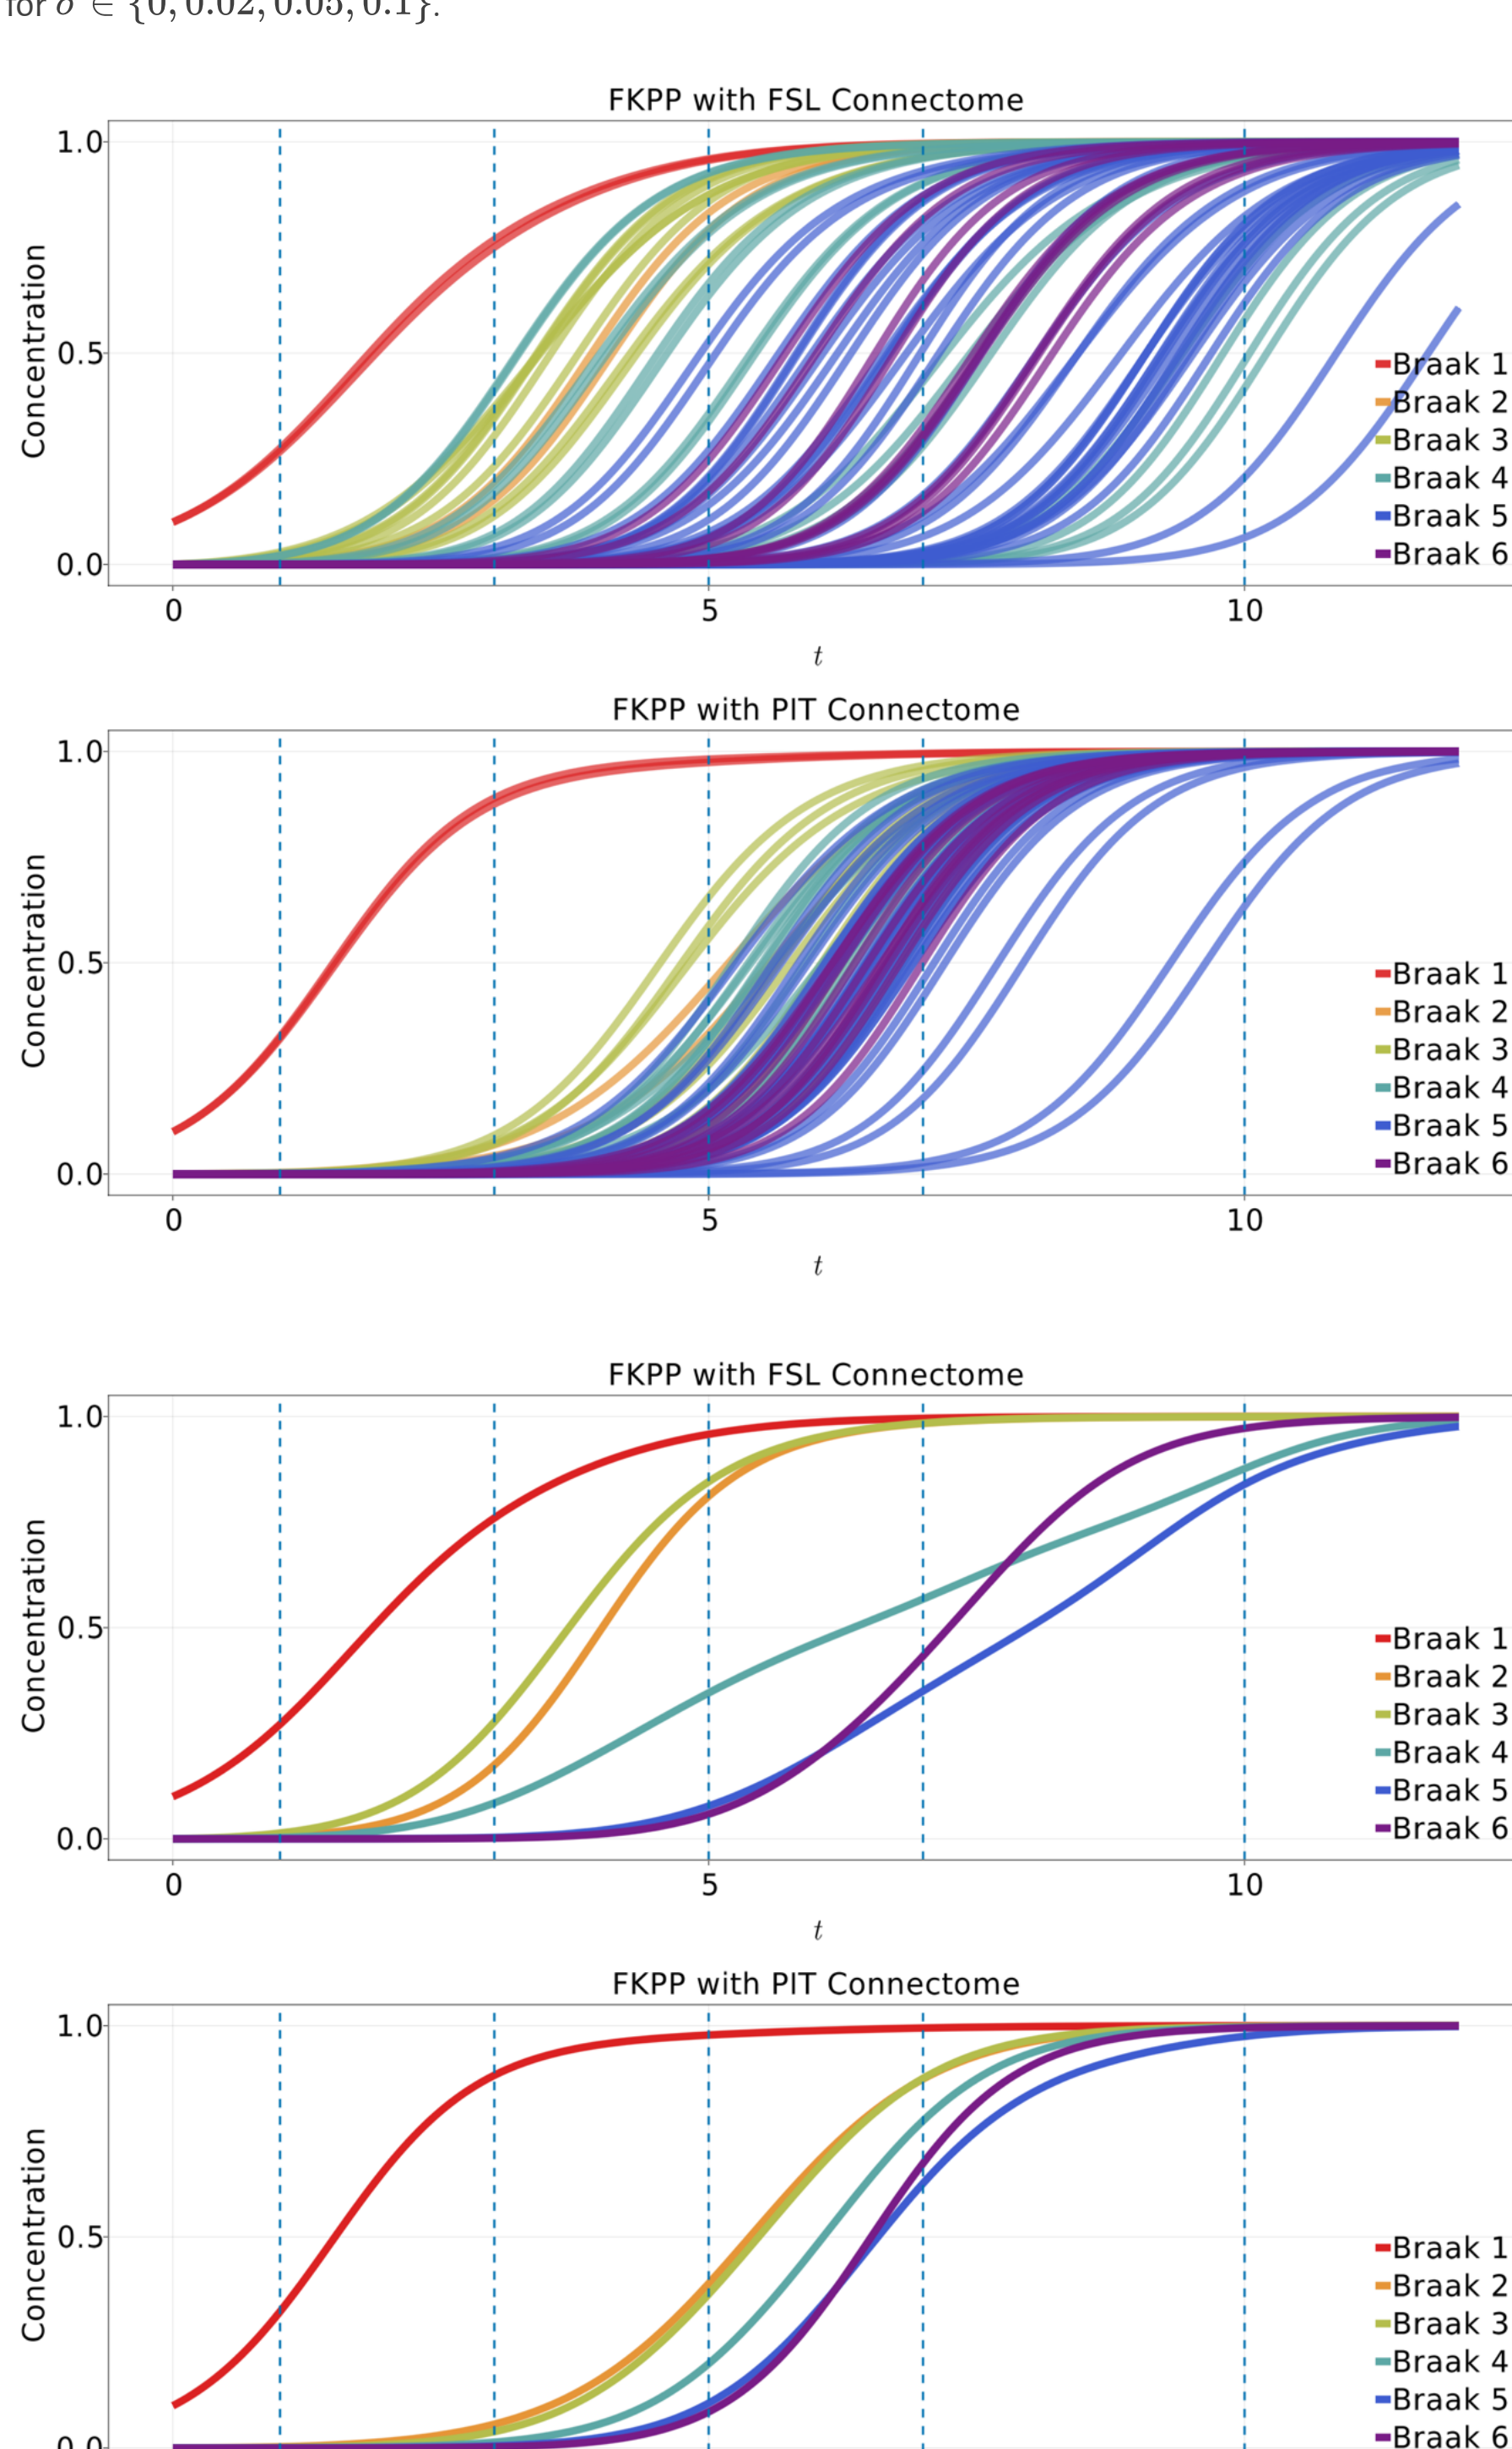 for σ ∈ {0, 0.02, 0.05, 0.1}.
FKPP with FSL Connectome
Concentration
1.0
0.5
0.0
0 5 10
t
Braak 1
Braak 2
Braak 3
Braak 4
Braak 5
Braak 6
FKPP with PIT Connectome
Concentration
1.0
0.5
0.0
0 5 10
t
Braak 1
Braak 2
Braak 3
Braak 4
Braak 5
Braak 6
FKPP with FSL Connectome
Concentration
1.0
0.5
0.0
0 5 10
t
Braak 1
Braak 2
Braak 3
Braak 4
Braak 5
Braak 6
FKPP with PIT Connectome
Concentration
1.0
0.5
0.0
Braak 1
Braak 2
Braak 3
Braak 4
Braak 5
Braak 6